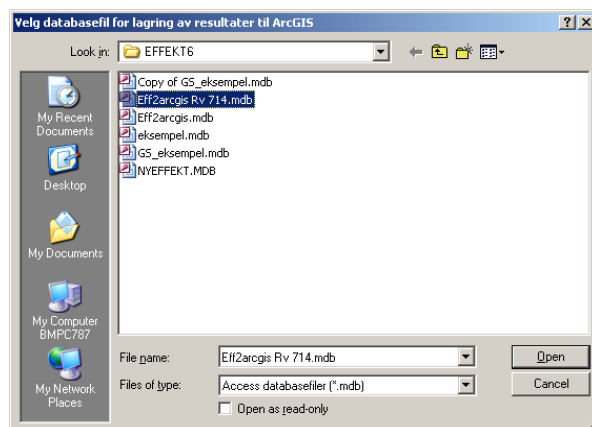 Velg databasefil for lagring av resultater til ArcGIS
Look in: EFFEKT6
My Recent
Documents
Desktop
My Documents
My Computer
BMPC787
My Network
Places
Copy of GS_eksempel.mdb
Eff2arcgis Rv 714.mdb
Eff2arcgis.mdb
eksempel.mdb
GS_eksempel.mdb
NYEFFEKT.MDB
File name: Eff2arcgis Rv 714.mdb Open
Files of type: Access databasefiler (*.mdb) Cancel
Open as read-only